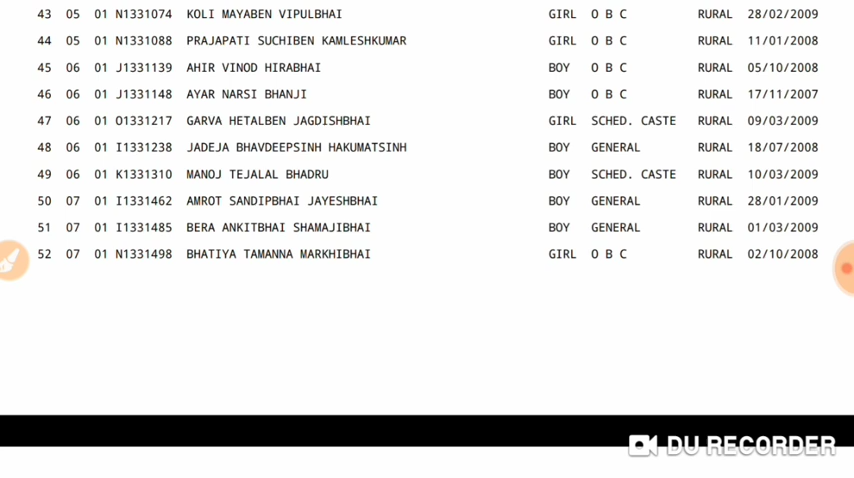 43 05 01 N1331074 KOLI MAYABEN VIPULBHAI GIRL O B C RURAL 28/02/2009
44 05 01 N1331088 PRAJAPATI SUCHIBEN KAMLESHKUMAR GIRL O B C RURAL 11/01/2008
45 06 01 J1331139 AHIR VINOD HIRABHAI BOY O B C RURAL 05/10/2008
46 06 01 J1331148 AYAR NARSI BHANJI BOY O B C RURAL 17/11/2007
47 06 01 O1331217 GARVA HETALBEN JAGDISHBHAI GIRL SCHED. CASTE RURAL 09/03/2009
48 06 01 I1331238 JADEJA BHAVDEEPSINH HAKUMATSINH BOY GENERAL RURAL 18/07/2008
49 06 01 K1331310 MANOJ TEJALAL BHADRU BOY SCHED. CASTE RURAL 10/03/2009
50 07 01 I1331462 AMROT SANDIPBHAI JAYESHBHAI BOY GENERAL RURAL 28/01/2009
51 07 01 I1331485 BERA ANKITBHAI SHAMAJIBHAI BOY GENERAL RURAL 01/03/2009
52 07 01 N1331498 BHATIYA TAMANNA MARKHIBHAI GIRL O B C RURAL 02/10/2008
DU RECORDER